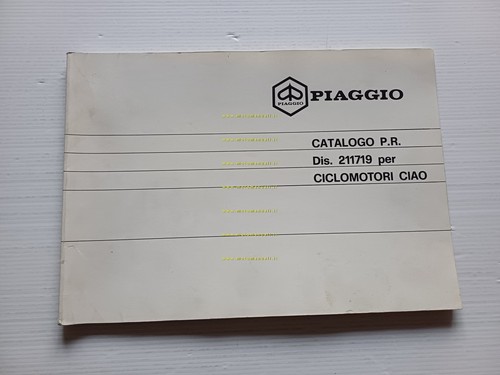 PIAGGIO
PIAGGIO
CATALOGO P.R.
Dis. 211719 per
CICLOMOTORI CIAO